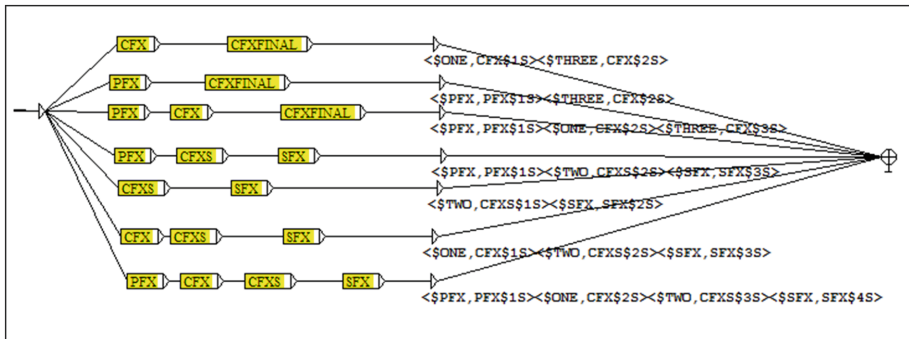 CFX CFXFINAL
<$ONE,CFX$1S><$THREE,CFX$2S>
PFX CFXFINAL
<$PFX,PFX$1S><$THREE,CFX$2S>
PFX CFX CFXFINAL
<$PFX,PFX$1S><$ONE,CFX$2S><$THREE,CFX$3S>
PFX CFXS SFX
<$PFX,PFX$1S><$TWO,CFXS$2S><$SFX,SFX$3S>
CFXS SFX
<$TWO,CFXS$1S><$SFX,SFX$2S>
CFX CFXS SFX
<$ONE,CFX$1S><$TWO,CFXS$2S><$SFX,SFX$3S>
PFX CFX CFXS SFX
<$PFX,PFX$1S><$ONE,CFX$2S><$TWO,CFXS$3S><$SFX,SFX$4S>